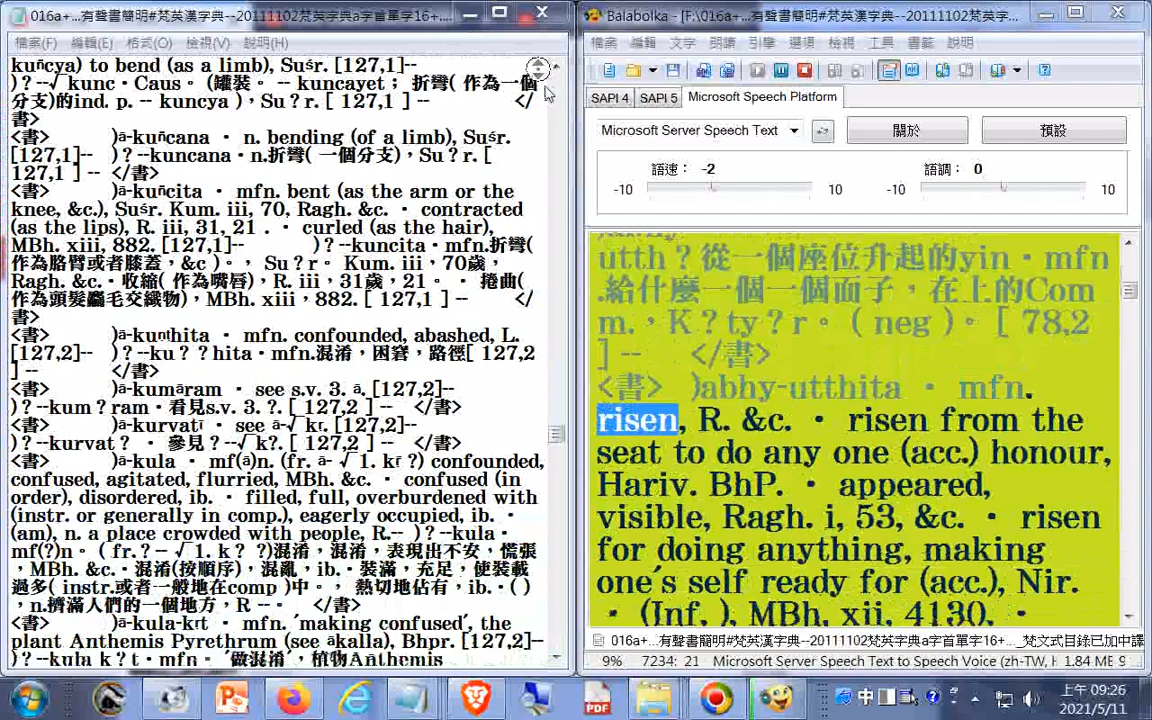 有聲書簡明#梵英漢字典--20111102梵英字典a字首單字16+...
檔案(F) 編輯(E) 格式(O) 檢視(V) 說明(H)
kuñcya) to bend (as a limb), Suśr. [127,1]--
)？--√ kunc‧Caus。(罐裝。-- kuncayet； 折彎( 作為一個
分支)的ind. p. -- kuncya )，Su？r. [ 127,1 ] -- </
書>
<書> )ā-kuñcana ‧ n. bending (of a limb), Suśr.
[127,1]-- )？--kuncana‧n.折彎( 一個分支)，Su？r. [
127,1 ] -- </書>
<書> )ā-kuñcita ‧ mfn. bent (as the arm or the
knee, &c.), Suśr. Kum. iii, 70, Ragh. &c. ‧ contracted
(as the lips), R. iii, 31, 21 . ‧ curled (as the hair),
MBh. xiii, 882. [127,1]-- )？--kuncita‧mfn.折彎(
作為胳臂或者膝蓋，&c )。， Su？r。 Kum. iii，70歲，
Ragh. &c.‧收縮( 作為嘴唇)，R. iii，31歲，21 。 ‧ 捲曲(
作為頭髮毛交織物)，MBh. xiii，882. [ 127,1 ] -- </
書>
<書> )ā-kuṇṭhita ‧ mfn. confounded, abashed, L.
[127,2]-- )？--ku？？hita‧mfn.混淆，困窘，路徑[ 127,2
] -- </書>
<書> )ā-kumāram ‧ see s.v. 3. ā. [127,2]--
)？--kum？ram‧看見s.v. 3. ?. [ 127,2 ] -- </書>
<書> )ā-kurvatī ‧ see ā-√ kṛ. [127,2]--
)？--kurvat？ ‧ 參見？--√ k?. [ 127,2 ] -- </書>
<書> )ā-kula ‧ mf(ā)n. (fr. ā- √ 1. kṝ ?) confounded,
confused, agitated, flurried, MBh. &c. ‧ confused (in
order), disordered, ib. ‧ filled, full, overburdened with
(instr. or generally in comp.), eagerly occupied, ib. ‧
(am), n. a place crowded with people, R.-- )？--kula‧
mf(?)n。( fr.？-- √ 1. k？ ?)混淆，混淆，表現出不安，慌張
，MBh. &c.‧混淆(按順序)，混亂，ib.‧裝滿，充足，使裝載
過多( instr.或者一般地在comp )中。， 熱切地佔有，ib.‧( )
，n.擠滿人們的一個地方，R --‧ </書>
<書> )ā-kula-kṛt ‧ mfn. 'making confused', the
plant Anthemis Pyrethrum (see ākalla), Bhpr. [127,2]--
)？--kula k？t‧mfn。'做混淆'，植物Anthemis
Balabolka - [F:\016a+...有聲書簡明#梵英漢字典--20111102梵英字...
檔案 編輯 文字 朗讀 引擎 選項 檢視 工具 書籤 說明
SAPI 4 SAPI 5 Microsoft Speech Platform
Microsoft Server Speech Text 關於 預設
語速： -2 語調： 0
-10 10 -10 10
utth？從一個座位升起的yin‧mfn
.給什麼一個一個面子，在上的Com
m.，K？ty？r。( neg )。[ 78,2
] -- </書>
<書> )abhy-utthita ‧ mfn.
risen, R. &c. ‧ risen from the
seat to do any one (acc.) honour,
Hariv. BhP. ‧ appeared,
visible, Ragh. i, 53, &c. ‧ risen
for doing anything, making
one's self ready for (acc.), Nir.
‧ (Inf. ), MBh. xii, 4130. ‧
016a+...有聲書簡明#梵英漢字典--20111102梵英字典a字首單字16+..._梵文式目錄已加中譯
9% 7234: 21 Microsoft Server Speech Text to Speech Voice (zh-TW, H 1.84 MB 9
中
上午 09:26
2021/5/11